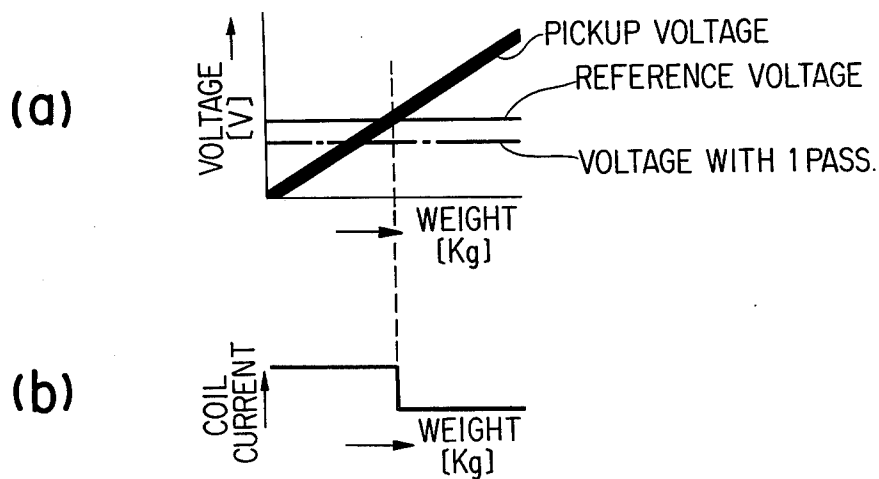 (a)
VOLTAGE
[V]
PICKUP VOLTAGE
REFERENCE VOLTAGE
VOLTAGE WITH 1 PASS.
WEIGHT
[Kg]
(b)
COIL
CURRENT
WEIGHT
[Kg]